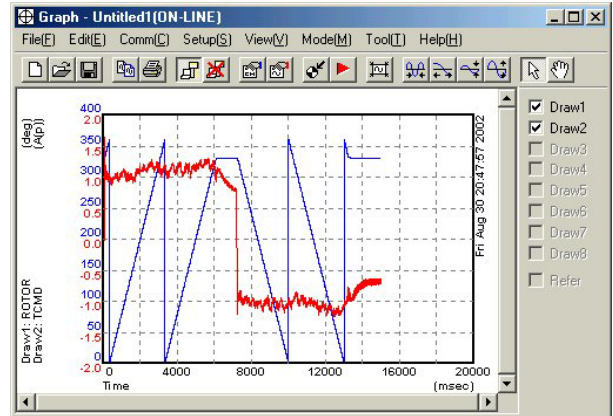 Graph - Untitled1(ON-LINE)
File(F) Edit(E) Comm(C) Setup(S) View(V) Mode(M) Tool(T) Help(H)
(deg)
(A(p))
400
2.0
350
1.5
300
1.0
250
0.5
200
0.0
150
-0.5
100
-1.0
50
-1.5
0
-2.0
0 4000 8000 12000 16000 20000
Time (msec)
Draw1: ROTOR
Draw2: TCMD
Fri Aug 30 20:47:57 2002
Draw1
Draw2
Draw3
Draw4
Draw5
Draw6
Draw7
Draw8
Refer